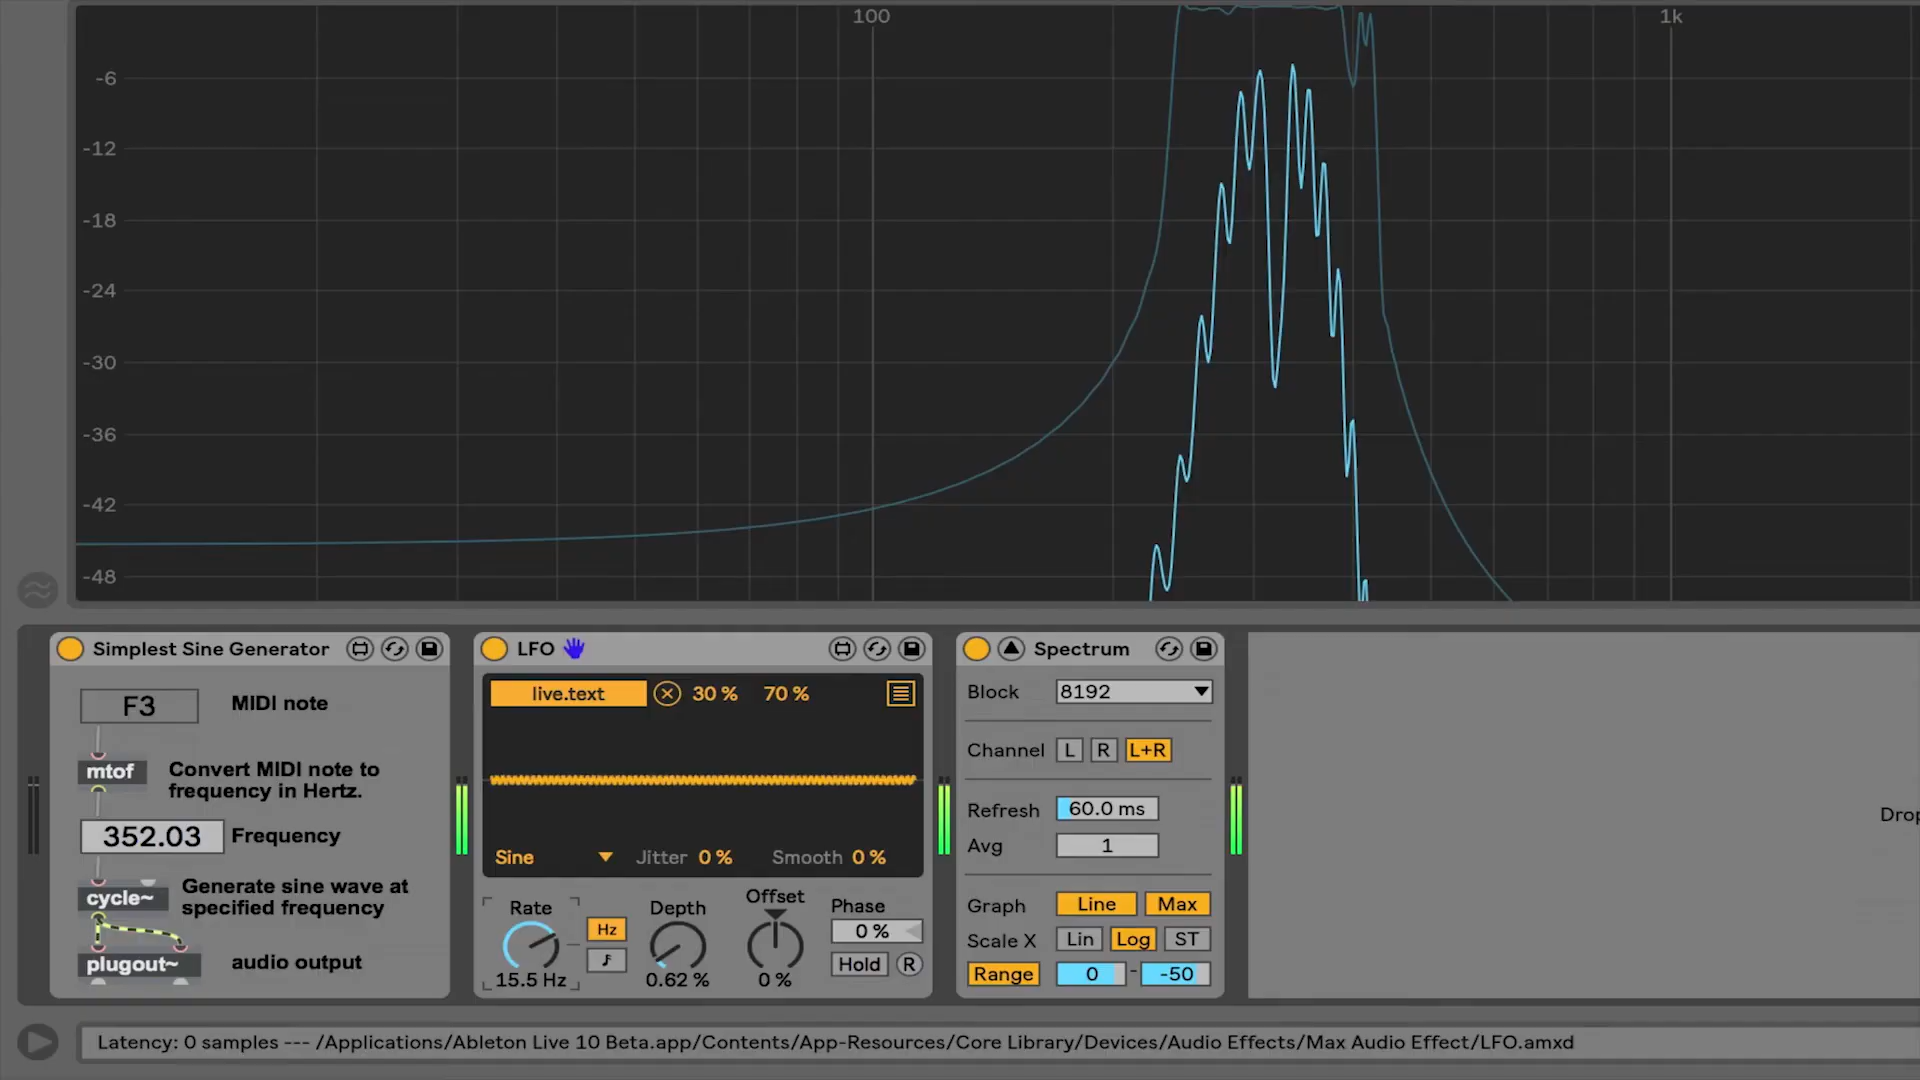 100 1k
-6
-12
-18
-24
-30
-36
-42
-48
Simplest Sine Generator
F3 MIDI note
mtof Convert MIDI note to
frequency in Hertz.
352.03 Frequency
cycle~ Generate sine wave at
specified frequency
plugout~ audio output
LFO
live.text 30 % 70 %
Sine Jitter 0 % Smooth 0 %
Rate Hz Depth Offset Phase
0 %
Hold R
15.5 Hz 0.62 % 0 %
Spectrum
Block 8192
Channel L R L+R
Refresh 60.0 ms
Avg 1
Graph Line Max
Scale X Lin Log ST
Range 0 - -50
Drop
Latency: 0 samples --- /Applications/Ableton Live 10 Beta.app/Contents/App-Resources/Core Library/Devices/Audio Effects/Max Audio Effect/LFO.amxd